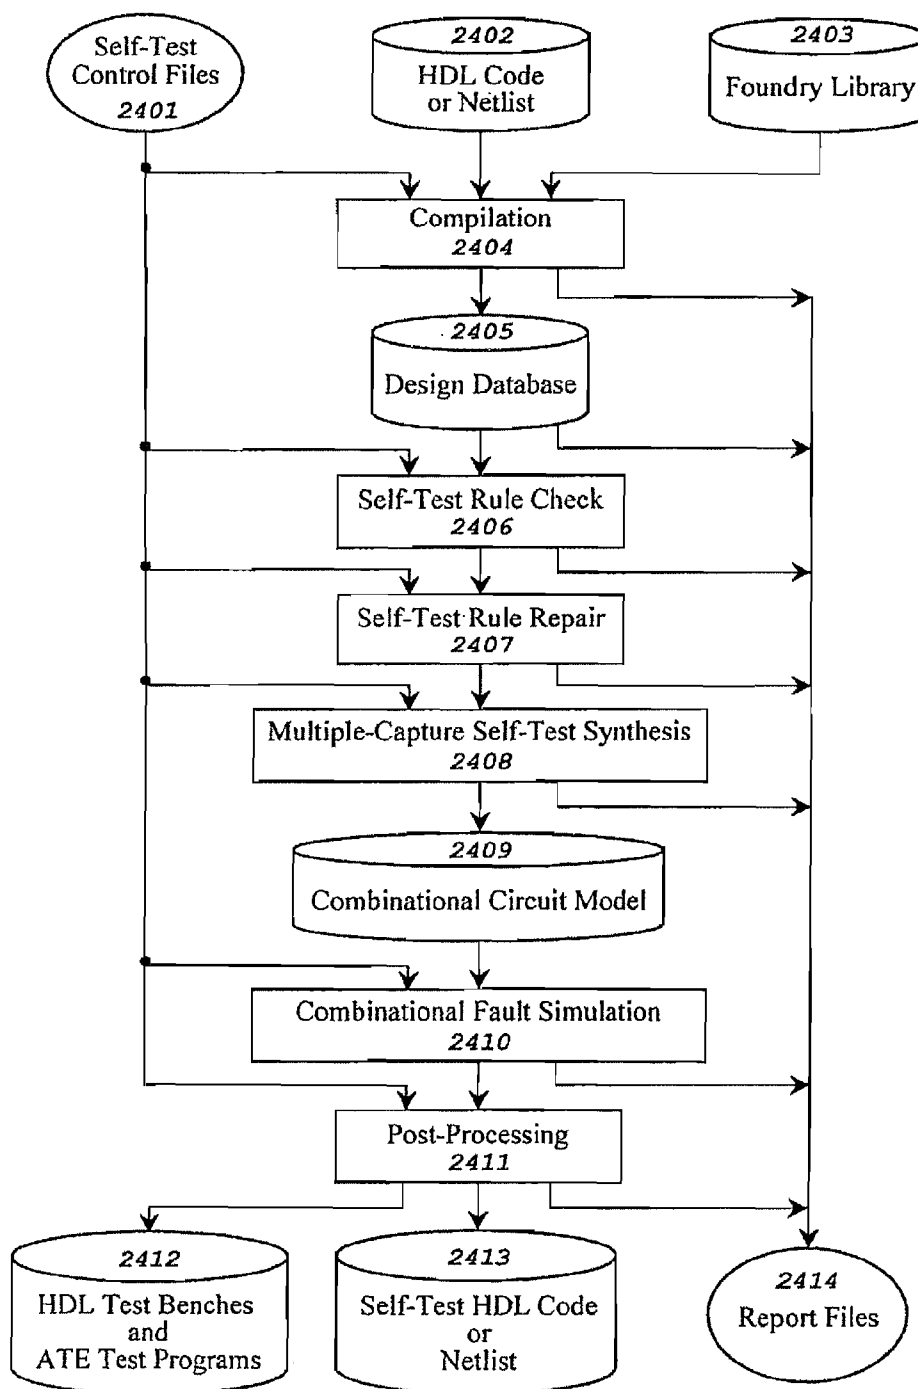 Self-Test
Control Files
2401
2402
HDL Code
or Netlist
2403
Foundry Library
Compilation
2404
2405
Design Database
Self-Test Rule Check
2406
Self-Test Rule Repair
2407
Multiple-Capture Self-Test Synthesis
2408
2409
Combinational Circuit Model
Combinational Fault Simulation
2410
Post-Processing
2411
2412
HDL Test Benches
and
ATE Test Programs
2413
Self-Test HDL Code
or
Netlist
2414
Report Files